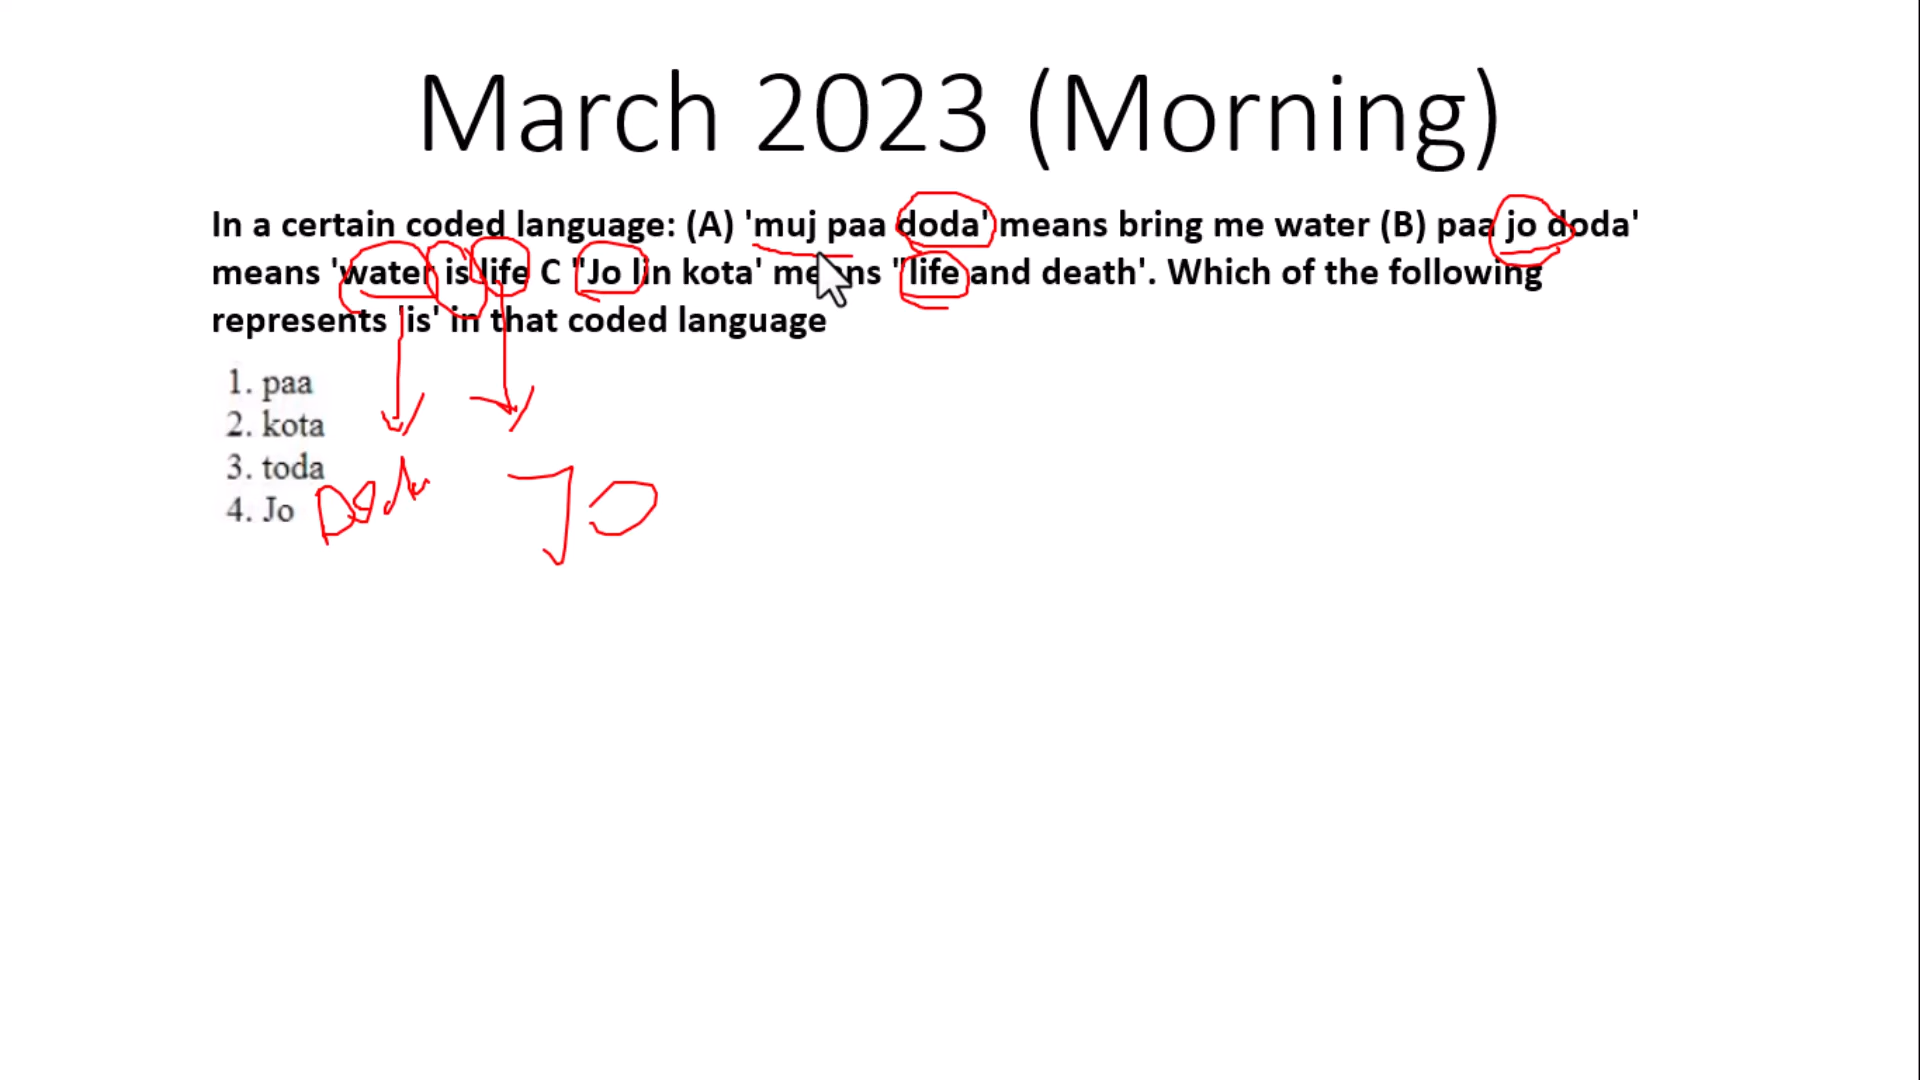 March 2023 (Morning)
In a certain coded language: (A) 'muj paa doda' means bring me water (B) paa jo doda'
means 'water is life C "Jo lin kota' means "life and death'. Which of the following
represents 'is' in that coded language
1. paa
2. kota
3. toda
4. Jo
Doda JO